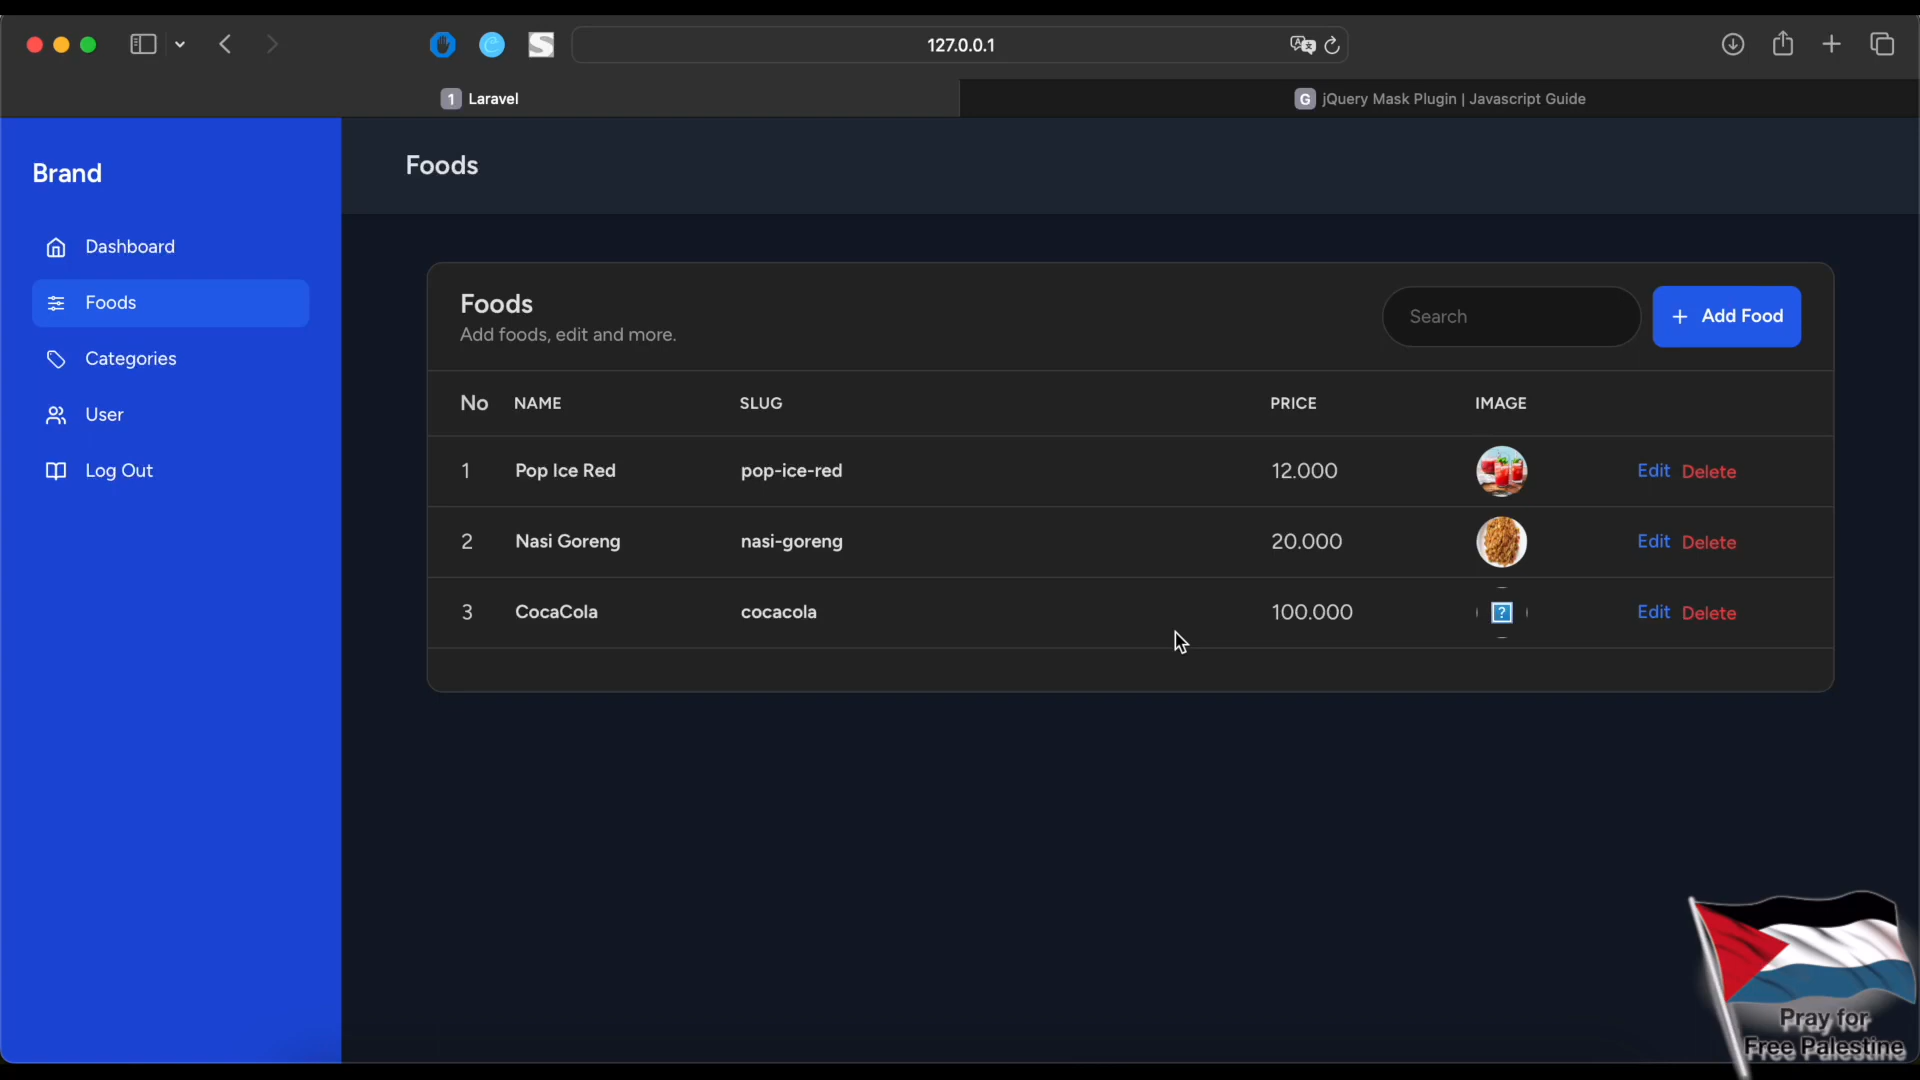 127.0.0.1
1 Laravel
G jQuery Mask Plugin | Javascript Guide
Brand
Dashboard
Foods
Categories
User
Log Out
Foods
Foods
Add foods, edit and more.
Search
+ Add Food
No NAME SLUG PRICE IMAGE
1 Pop Ice Red pop-ice-red 12.000 Edit Delete
2 Nasi Goreng nasi-goreng 20.000 Edit Delete
3 CocaCola cocacola 100.000 ? Edit Delete
Pray for
Free Palestine